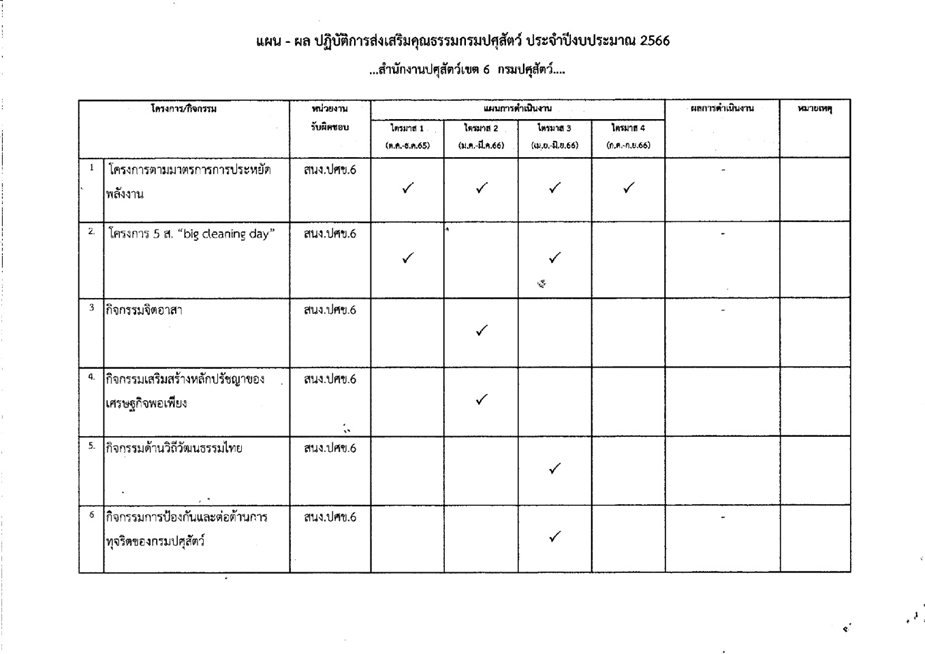 แผน - ผล ปฏิบัติการส่งเสริมคุณธรรมกรมปศุสัตว์ ประจำปีงบประมาณ 2566
...สำนักงานปศุสัตว์เขต 6 กรมปศุสัตว์....
โครงการ/กิจกรรม หน่วยงาน แผนการดำเนินงาน ผลการดำเนินงาน หมายเหตุ
รับผิดชอบ ไตรมาส 1 ไตรมาส 2 ไตรมาส 3 ไตรมาส 4
(ต.ค.-ธ.ค.65) (ม.ค.-มี.ค.66) (เม.ย.-มิ.ย.66) (ก.ค.-ก.ย.66)
1 โครงการตามมาตรการการประหยัด สนง.ปศข.6 -
พลังงาน ✓ ✓ ✓ ✓
2. โครงการ 5 ส. "big cleaning day" สนง.ปศข.6 -
✓ ✓
3 กิจกรรมจิตอาสา สนง.ปศข.6 -
✓
4. กิจกรรมเสริมสร้างหลักปรัชญาของ สนง.ปศข.6
เศรษฐกิจพอเพียง ✓
5. กิจกรรมด้านวิถีวัฒนธรรมไทย สนง.ปศข.6
✓
6 กิจกรรมการป้องกันและต่อต้านการ สนง.ปศข.6 -
ทุจริตของกรมปศุสัตว์ ✓